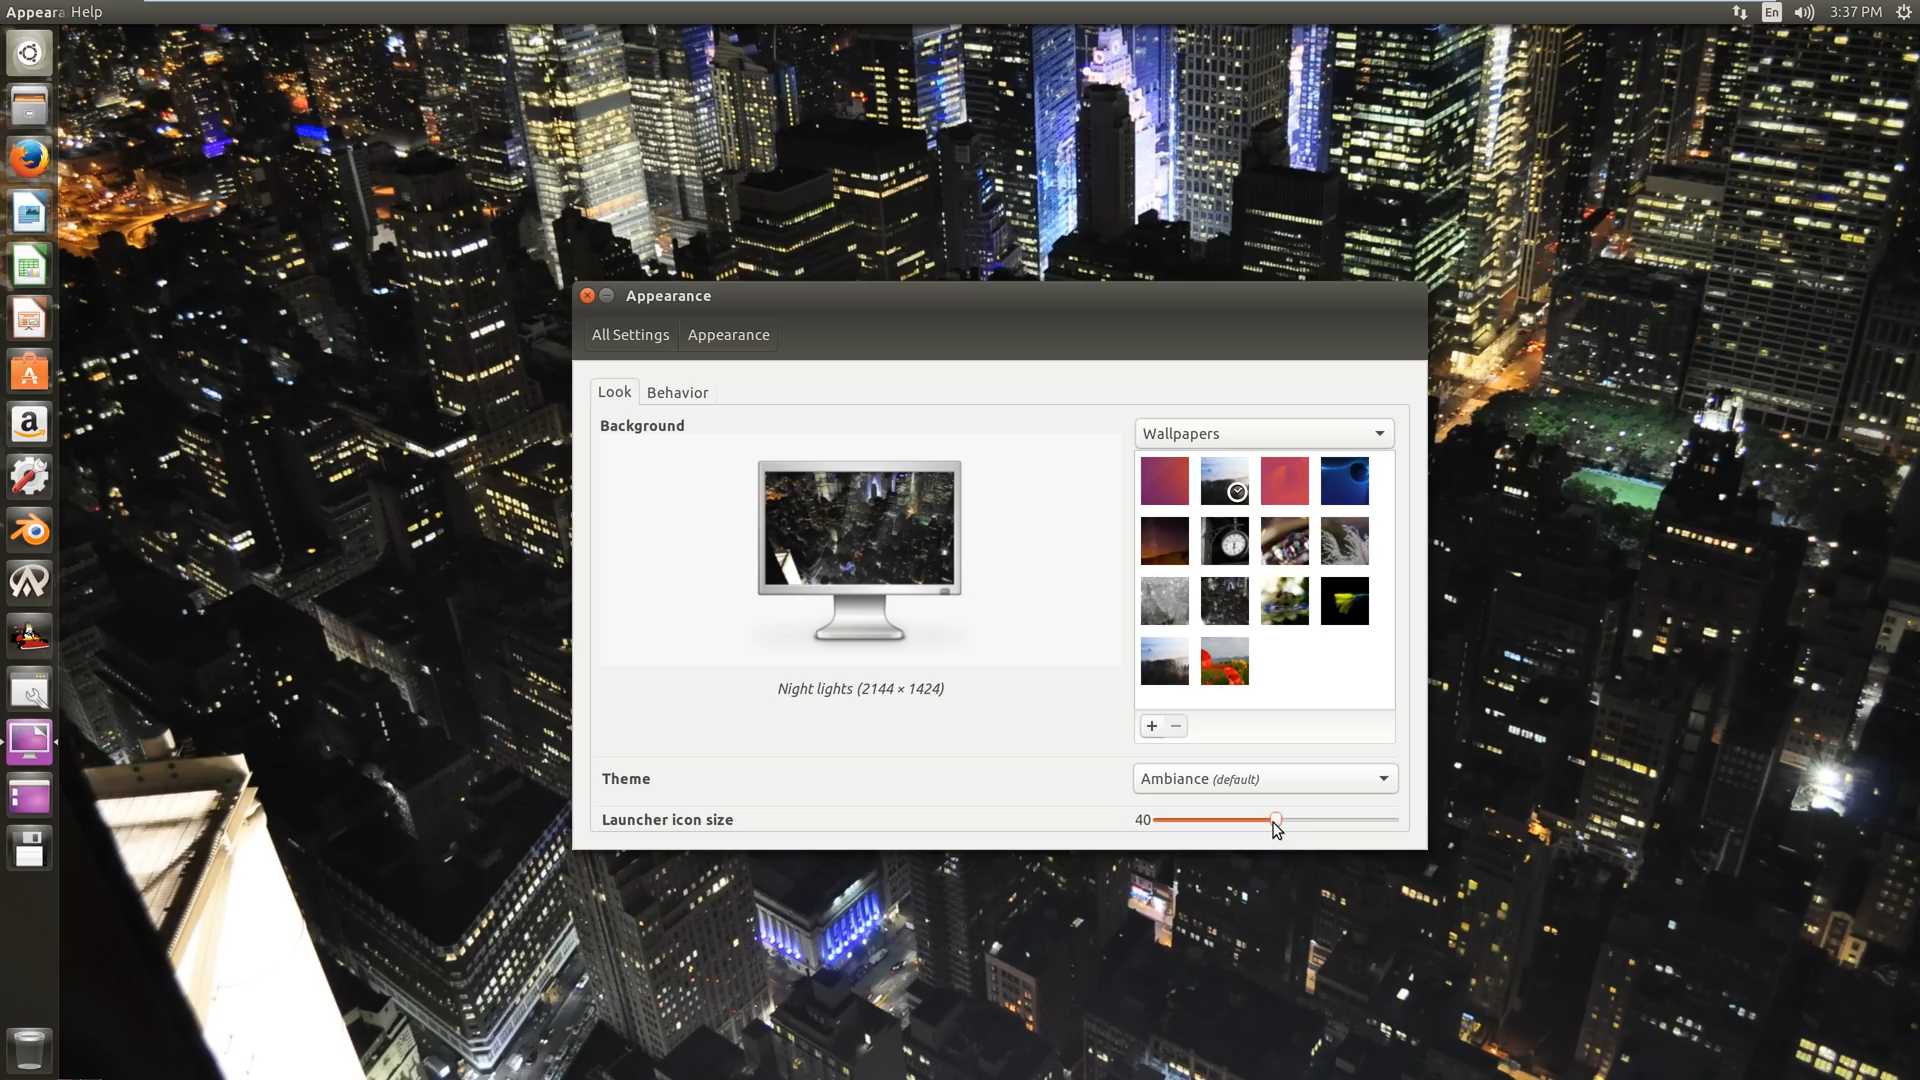 Appeara Help
En
3:37 PM
Appearance
All Settings
Appearance
Look
Behavior
Background
Wallpapers
Night lights (2144 × 1424)
Theme
Ambiance (default)
Launcher icon size
40